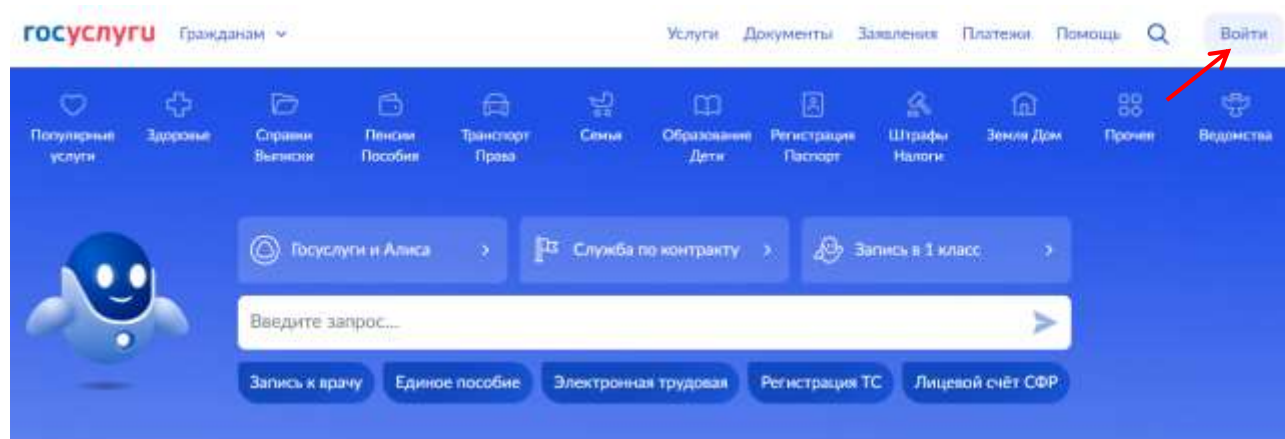 госуслуги Гражданам Услуги Документы Заявления Платежи Помощь Войти
Популярные услуги
Здоровье
Справки Выписки
Пенсии Пособия
Транспорт Права
Семья
Образование Дети
Регистрация Паспорт
Штрафы Налоги
Земля Дом
Прочее
Ведомства
Госуслуги и Алиса
Служба по контракту
Запись в 1 класс
Введите запрос...
Запись к врачу
Единое пособие
Электронная трудовая
Регистрация ТС
Лицевой счёт СФР